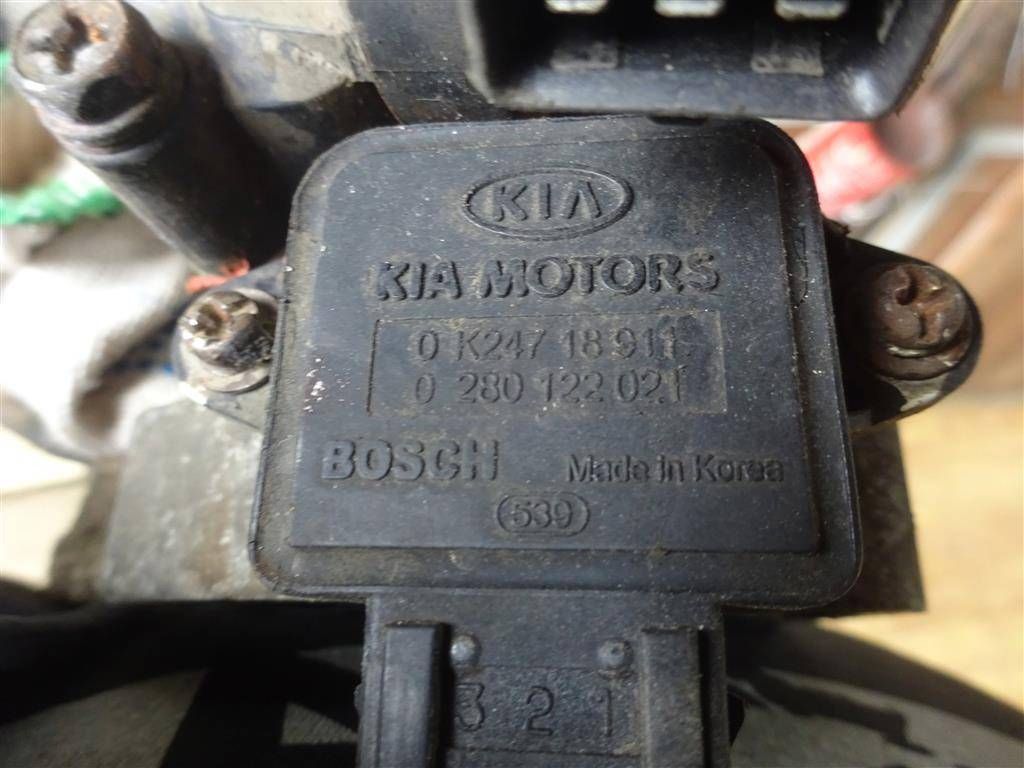 KIA
KIA MOTORS
0 K247 18 911
0 280 122 021
BOSCH Made in Korea
539
3 2 1